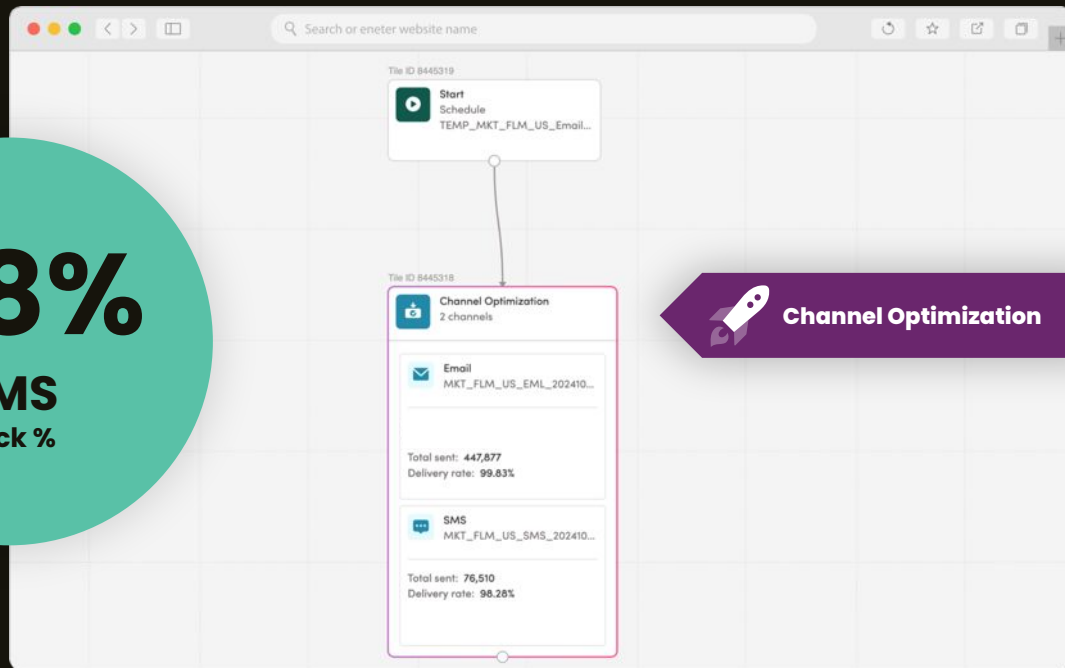 Search or eneter website name
Tile ID 8445319
Start
Schedule
TEMP_MKT_FLM_US_Email...
8%
MS
ck %
Tile ID 8445318
Channel Optimization
2 channels
Channel Optimization
Email
MKT_FLM_US_EML_202410...
Total sent: 447,877
Delivery rate: 99.83%
SMS
MKT_FLM_US_SMS_202410...
Total sent: 76,510
Delivery rate: 98.28%